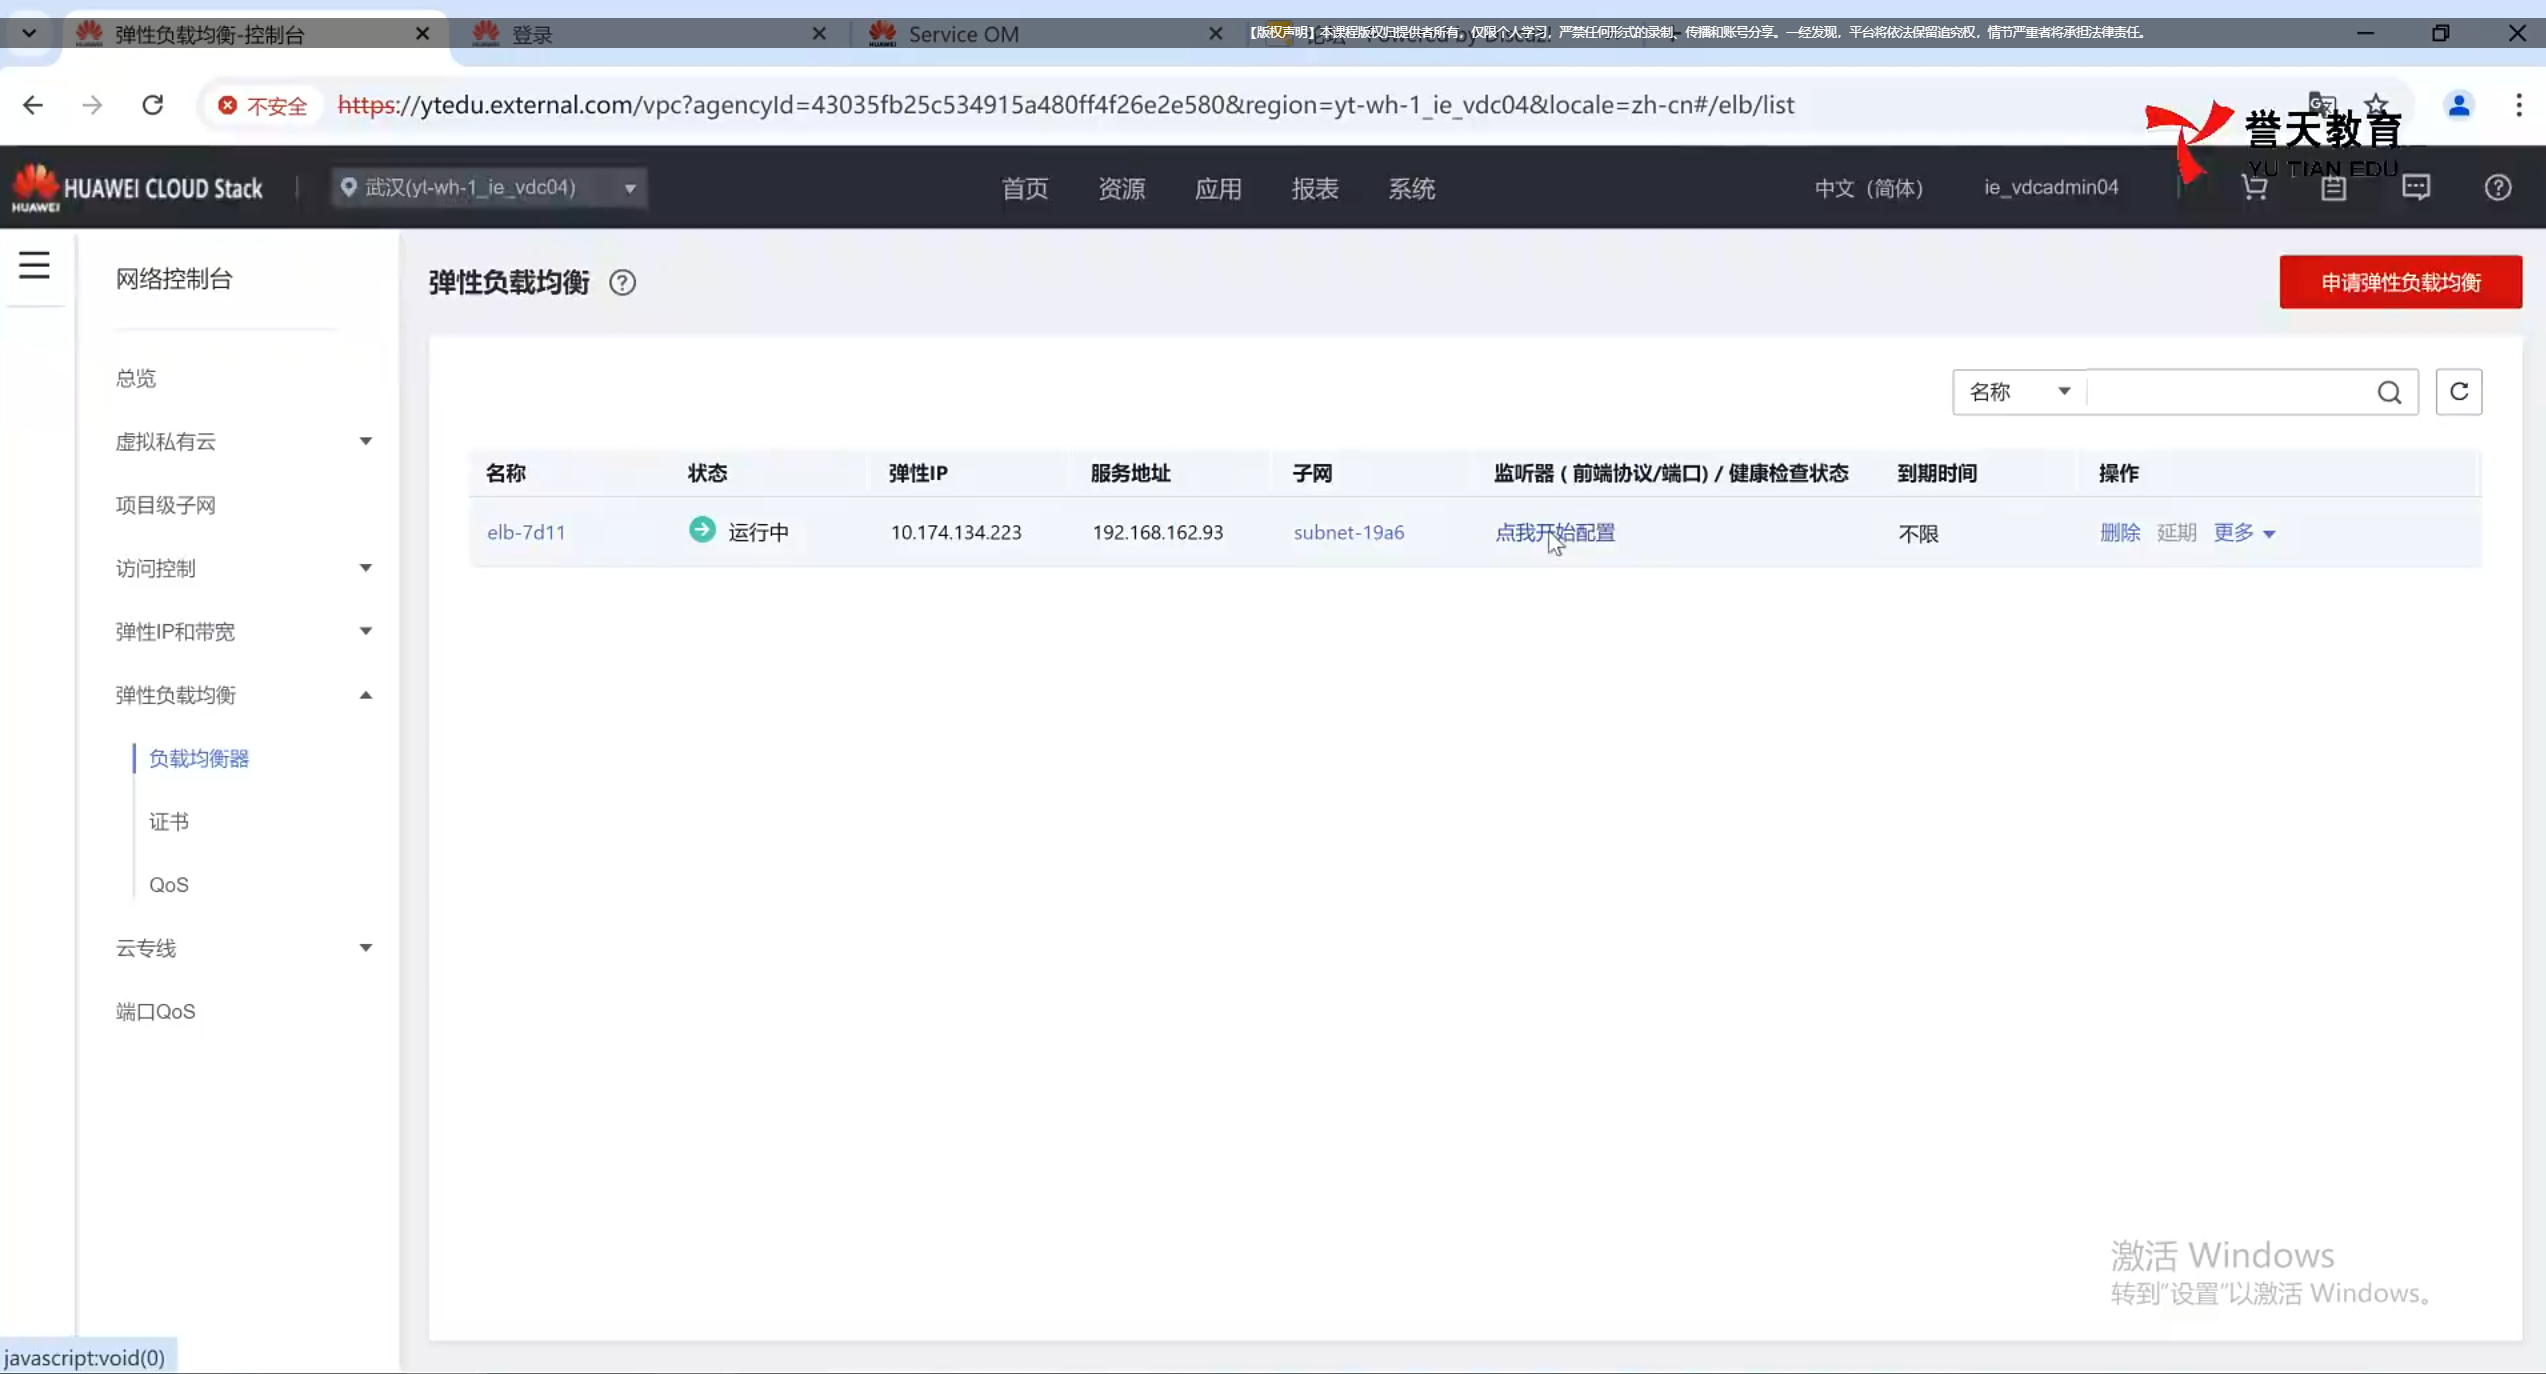 弹性负载均衡-控制台
登录
Service OM
【版权声明】本课程版权归提供者所有，仅限个人学习，严禁任何形式的录制、传播和账号分享。一经发现，平台将依法保留追究权，情节严重者将承担法律责任。
不安全
https://ytedu.external.com/vpc?agencyId=43035fb25c534915a480ff4f26e2e580&region=yt-wh-1_ie_vdc04&locale=zh-cn#/elb/list
誉天教育
YU TIAN EDU
HUAWEI
HUAWEI CLOUD Stack
武汉(yt-wh-1_ie_vdc04)
首页
资源
应用
报表
系统
中文（简体）
ie_vdcadmin04
网络控制台
总览
虚拟私有云
项目级子网
访问控制
弹性IP和带宽
弹性负载均衡
负载均衡器
证书
QoS
云专线
端口QoS
弹性负载均衡
申请弹性负载均衡
名称
名称 状态 弹性IP 服务地址 子网 监听器 ( 前端协议/端口) / 健康检查状态 到期时间 操作
elb-7d11 运行中 10.174.134.223 192.168.162.93 subnet-19a6 点我开始配置 不限 删除 延期 更多
激活 Windows
转到"设置"以激活 Windows。
javascript:void(0)